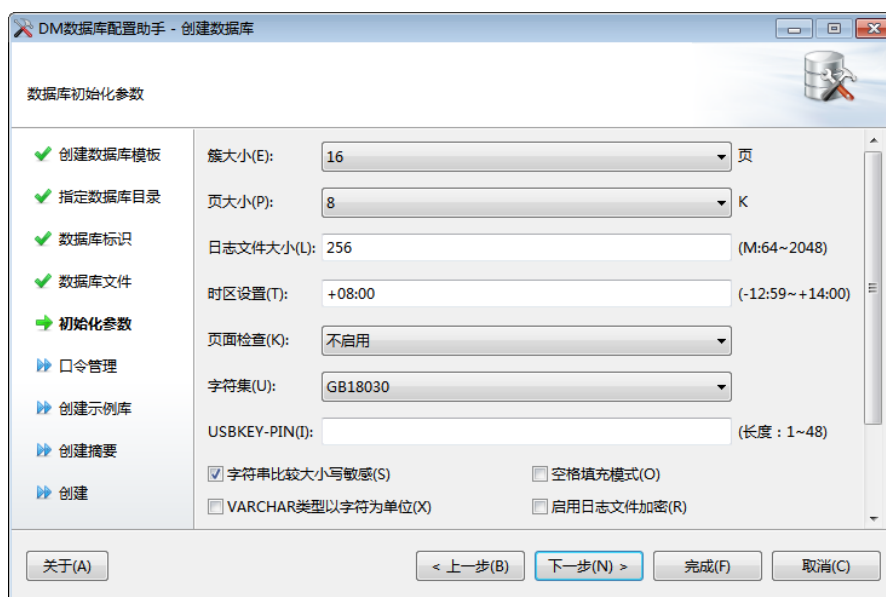 DM数据库配置助手 - 创建数据库
数据库初始化参数
创建数据库模板
指定数据库目录
数据库标识
数据库文件
初始化参数
口令管理
创建示例库
创建摘要
创建
簇大小(E): 16 页
页大小(P): 8 K
日志文件大小(L): 256 (M:64~2048)
时区设置(T): +08:00 (-12:59~+14:00)
页面检查(K): 不启用
字符集(U): GB18030
USBKEY-PIN(I): (长度：1~48)
字符串比较大小写敏感(S) 空格填充模式(O)
VARCHAR类型以字符为单位(X) 启用日志文件加密(R)
关于(A) < 上一步(B) 下一步(N) > 完成(F) 取消(C)